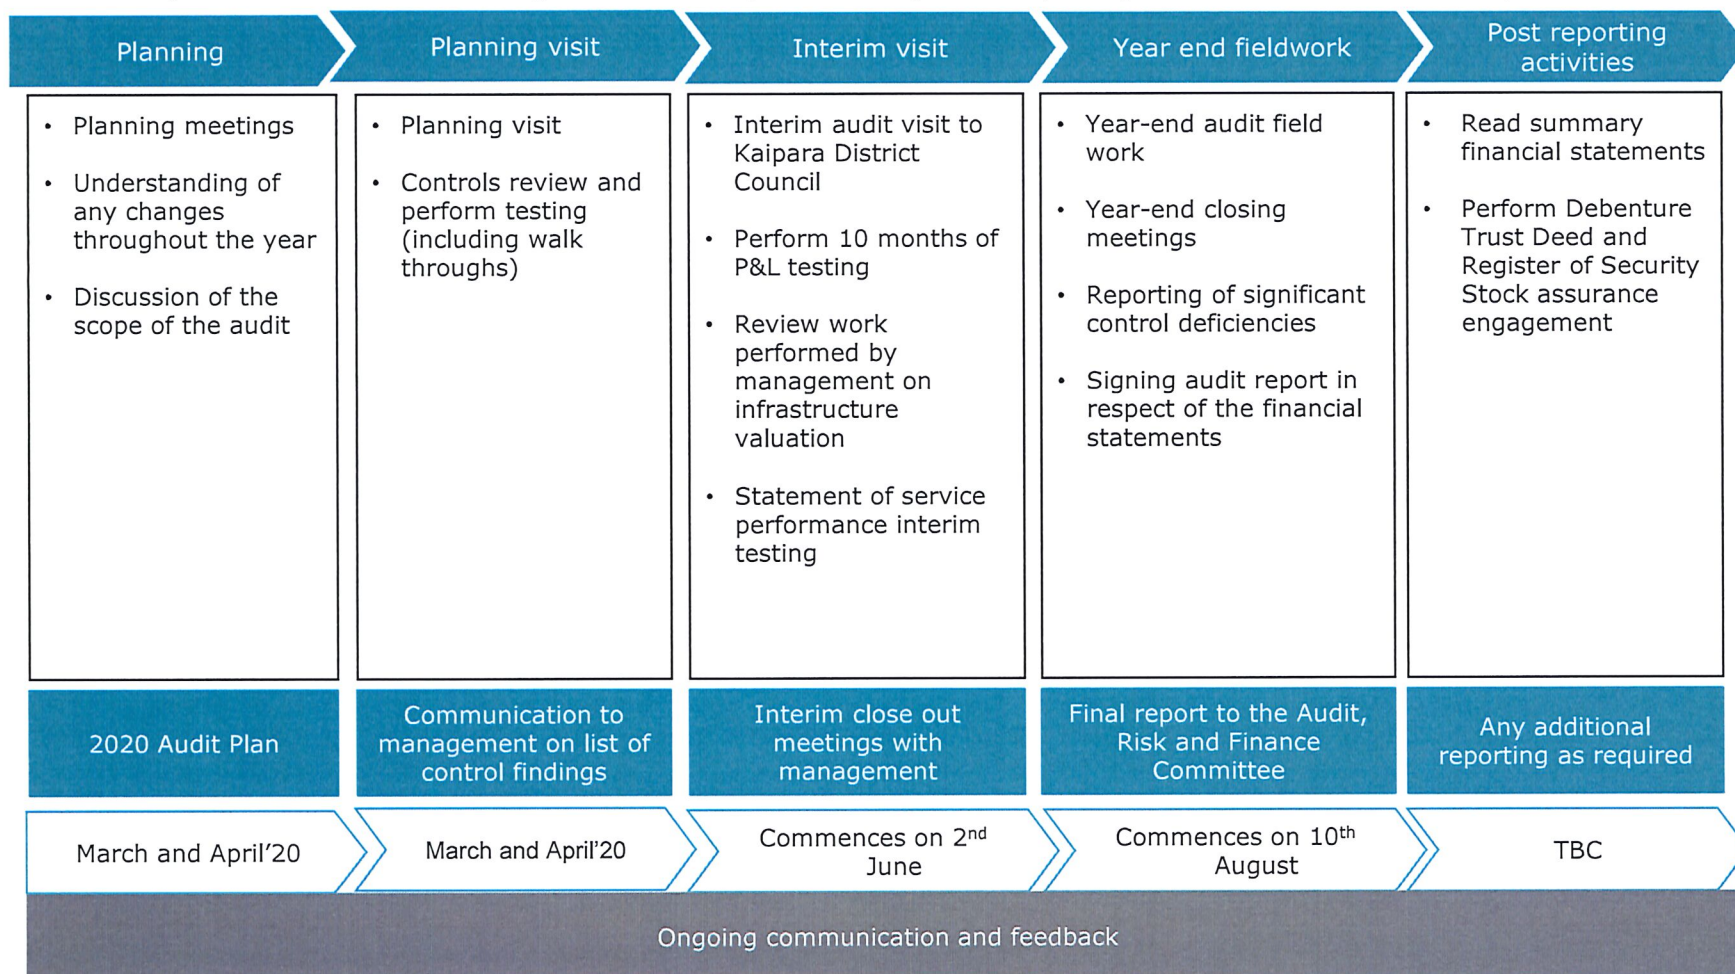 Planning
Planning visit
Interim visit
Year end fieldwork
Post reporting
activities
• Planning meetings
• Understanding of
any changes
throughout the year
• Discussion of the
scope of the audit
• Planning visit
• Controls review and
perform testing
(including walk
throughs)
• Interim audit visit to
Kaipara District
Council
• Perform 10 months of
P&L testing
• Review work
performed by
management on
infrastructure
valuation
• Statement of service
performance interim
testing
• Year-end audit field
work
• Year-end closing
meetings
• Reporting of significant
control deficiencies
• Signing audit report in
respect of the financial
statements
• Read summary
financial statements
• Perform Debenture
Trust Deed and
Register of Security
Stock assurance
engagement
2020 Audit Plan
Communication to
management on list of
control findings
Interim close out
meetings with
management
Final report to the Audit,
Risk and Finance
Committee
Any additional
reporting as required
March and April'20
March and April'20
Commences on 2nd
June
Commences on 10th
August
TBC
Ongoing communication and feedback